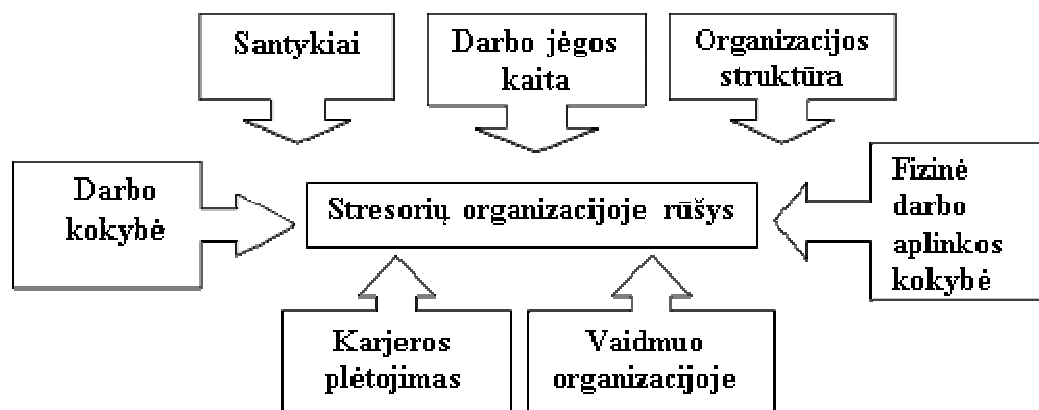 Santykiai
Darbo jėgos
kaita
Organizacijos
struktūra
Darbo
kokybė
Stresorių organizacijoje rūšys
Fizinė
darbo
aplinkos
kokybė
Karjeros
plėtojimas
Vaidmuo
organizacijoje